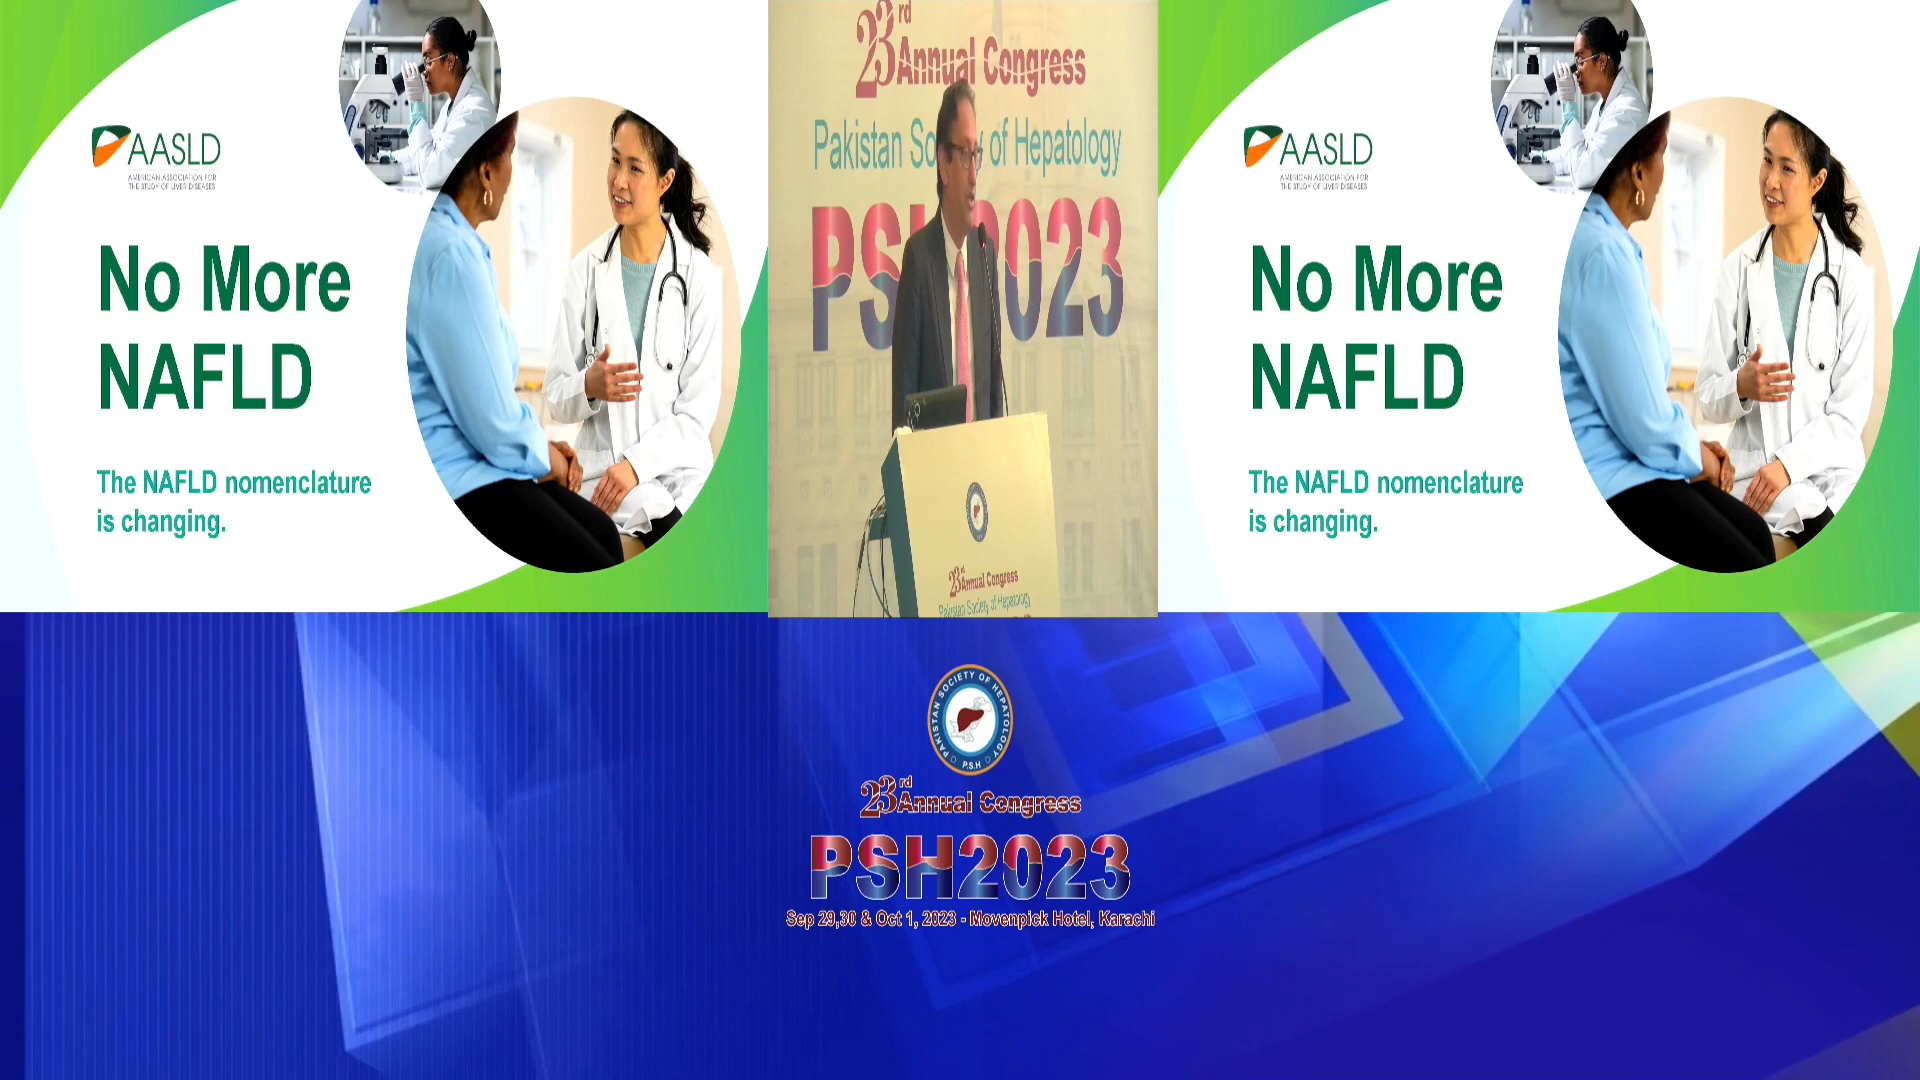 AASLD
AMERICAN ASSOCIATION FOR
THE STUDY OF LIVER DISEASES
No More
NAFLD
The NAFLD nomenclature
is changing.
23rd
Annual Congress
Pakistan So of Hepatology
PS 2023
23rd
Annual Congress
Pakistan Society of Hepatology
AASLD
AMERICAN ASSOCIATION FOR
THE STUDY OF LIVER DISEASES
No More
NAFLD
The NAFLD nomenclature
is changing.
PAKISTAN SOCIETY OF HEPATOLOGY
P.S.H
23rd
Annual Congress
PSH2023
Sep 29,30 & Oct 1, 2023 - Movenpick Hotel, Karachi